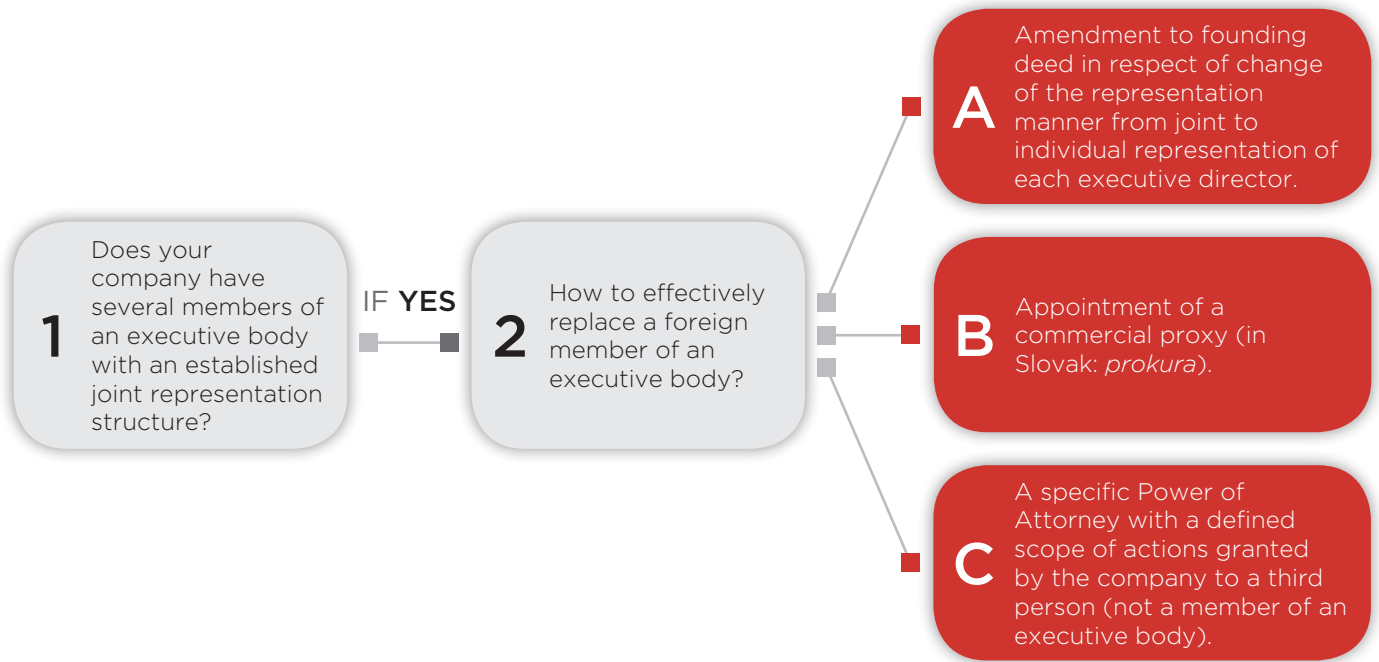 1
Does your
company have
several members of
an executive body
with an established
joint representation
structure?
IF YES
2
How to effectively
replace a foreign
member of an
executive body?
A
Amendment to founding
deed in respect of change
of the representation
manner from joint to
individual representation of
each executive director.
B
Appointment of a
commercial proxy (in
Slovak: prokura).
C
A specific Power of
Attorney with a defined
scope of actions granted
by the company to a third
person (not a member of an
executive body).